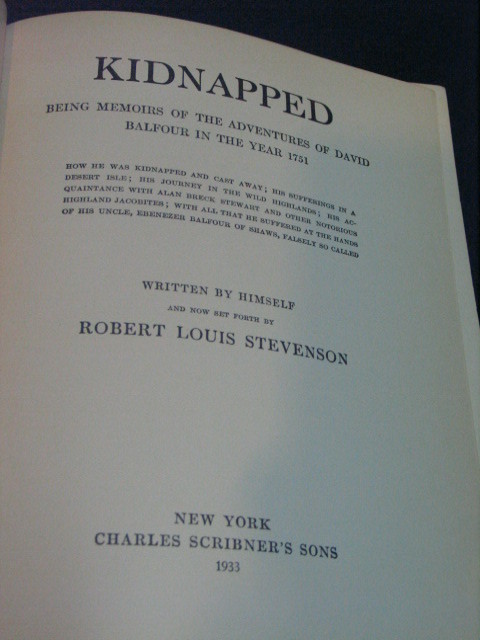 KIDNAPPED
BEING MEMOIRS OF THE ADVENTURES OF DAVID
BALFOUR IN THE YEAR 1751
HOW HE WAS KIDNAPPED AND CAST AWAY; HIS SUFFERINGS IN A
DESERT ISLE; HIS JOURNEY IN THE WILD HIGHLANDS; HIS AC-
QUAINTANCE WITH ALAN BRECK STEWART AND OTHER NOTORIOUS
HIGHLAND JACOBITES; WITH ALL THAT HE SUFFERED AT THE HANDS
OF HIS UNCLE, EBENEZER BALFOUR OF SHAWS, FALSELY SO CALLED
WRITTEN BY HIMSELF
AND NOW SET FORTH BY
ROBERT LOUIS STEVENSON
NEW YORK
CHARLES SCRIBNER'S SONS
1933